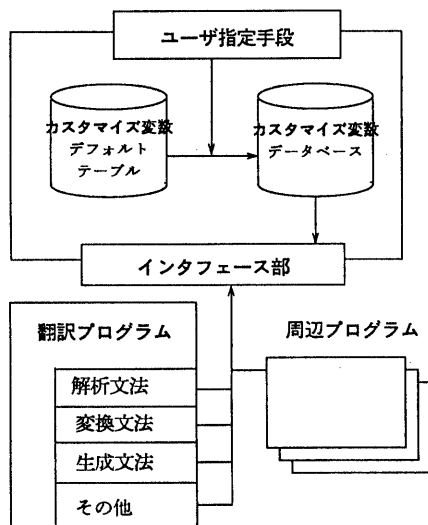 ユーザ指定手段
カスタマイズ変数
デフォルト
テーブル
カスタマイズ変数
データベース
インタフェース部
翻訳プログラム
解析文法
変換文法
生成文法
その他
周辺プログラム